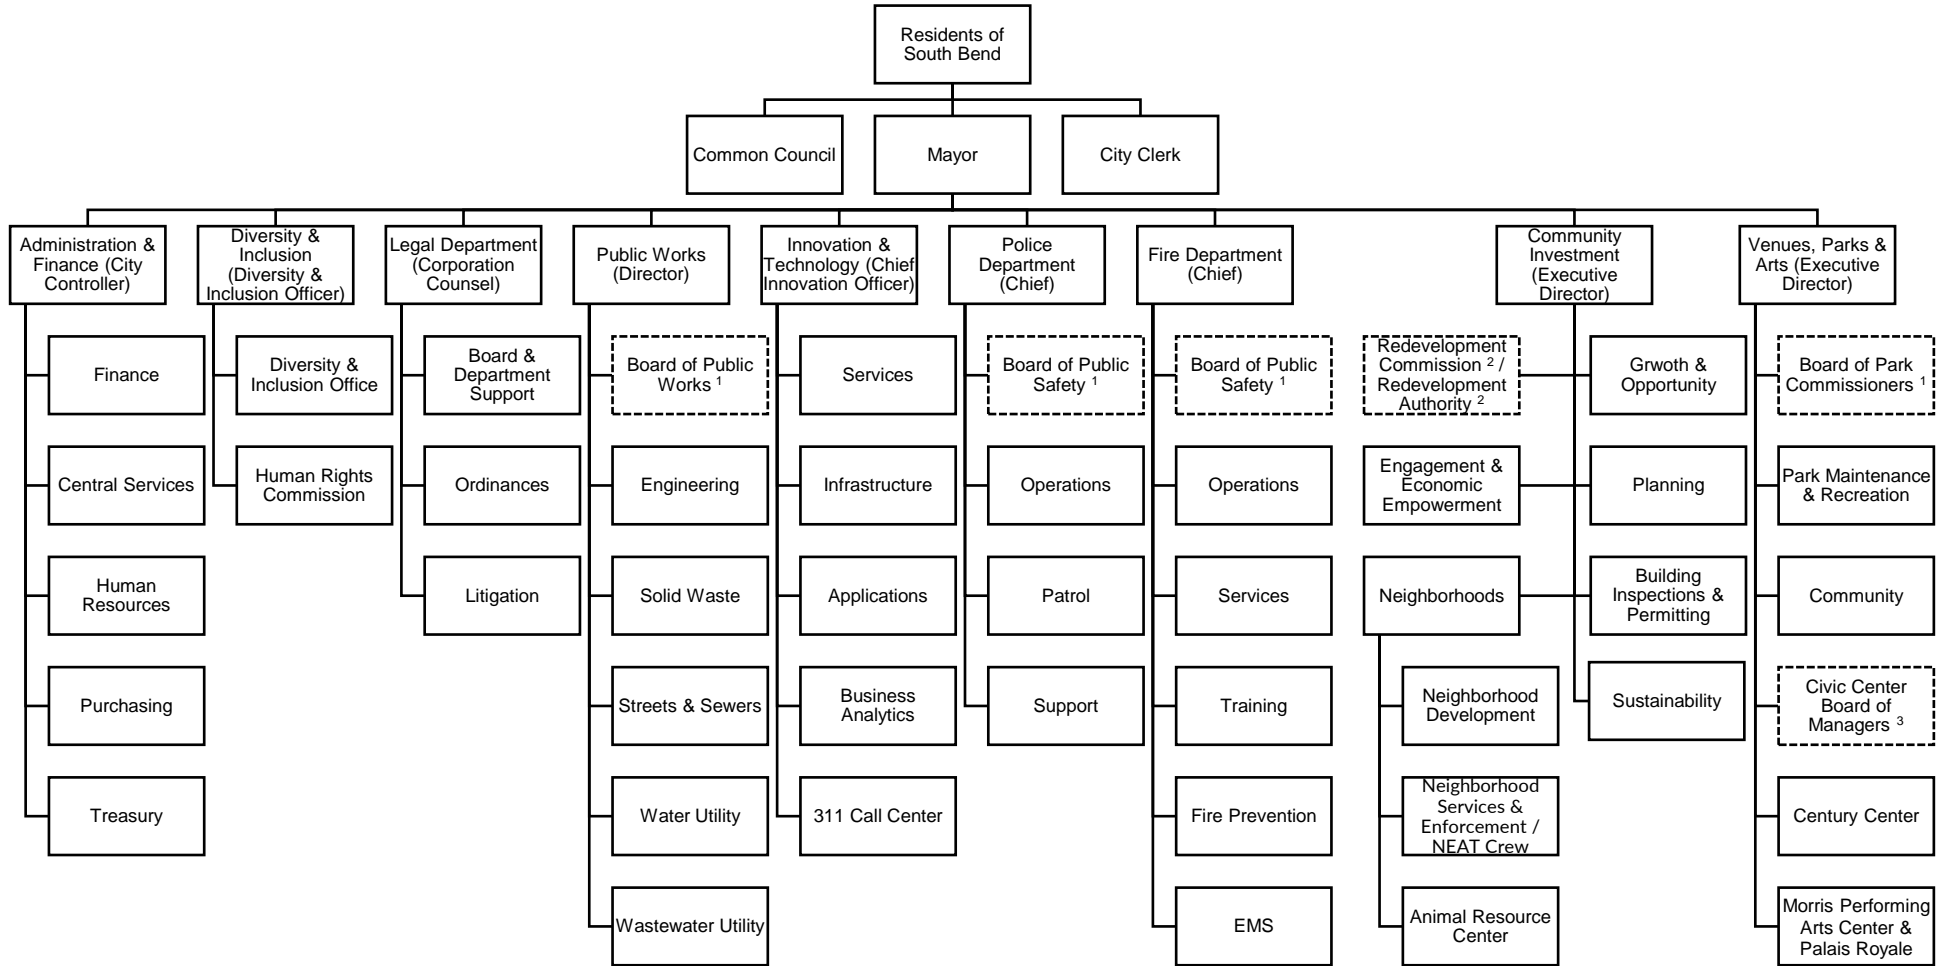 Residents of
South Bend
Common Council
Mayor
City Clerk
Administration &
Finance (City
Controller)
Diversity &
Inclusion
(Diversity &
Inclusion Officer)
Legal Department
(Corporation
Counsel)
Public Works
(Director)
Innovation &
Technology (Chief
Innovation Officer)
Police
Department
(Chief)
Fire Department
(Chief)
Community
Investment
(Executive
Director)
Venues, Parks &
Arts (Executive
Director)
Finance
Central Services
Human
Resources
Purchasing
Treasury
Diversity &
Inclusion Office
Human Rights
Commission
Board &
Department
Support
Ordinances
Litigation
Board of Public
Works 1
Engineering
Solid Waste
Streets & Sewers
Water Utility
Wastewater Utility
Services
Infrastructure
Applications
Business
Analytics
311 Call Center
Board of Public
Safety 1
Operations
Patrol
Support
Board of Public
Safety 1
Operations
Services
Training
Fire Prevention
EMS
Redevelopment
Commission 2 /
Redevelopment
Authority 2
Engagement &
Economic
Empowerment
Neighborhoods
Neighborhood
Development
Neighborhood
Services &
Enforcement /
NEAT Crew
Animal Resource
Center
Grwoth &
Opportunity
Planning
Building
Inspections &
Permitting
Sustainability
Board of Park
Commissioners 1
Park Maintenance
& Recreation
Community
Civic Center
Board of
Managers 3
Century Center
Morris Performing
Arts Center &
Palais Royale